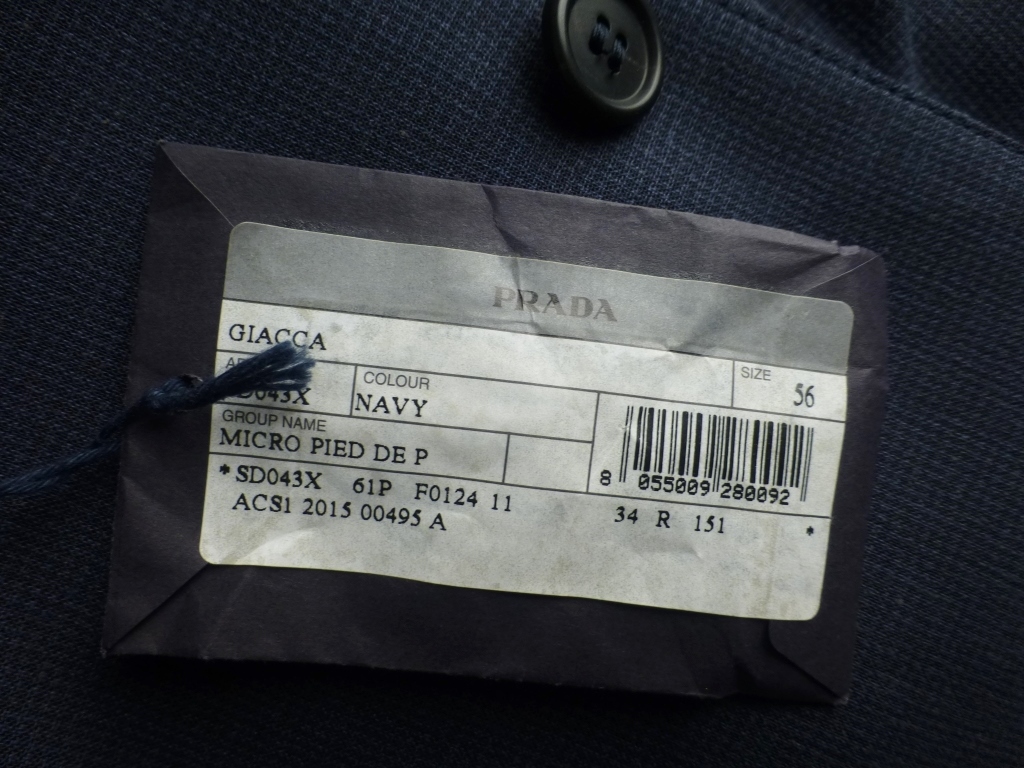 PRADA
GIACCA
SIZE 56
COLOUR
SD043X NAVY
GROUP NAME
MICRO PIED DE P
8 055009 280092
* SD043X 61P F0124 11 34 R 151 *
ACS1 2015 00495 A